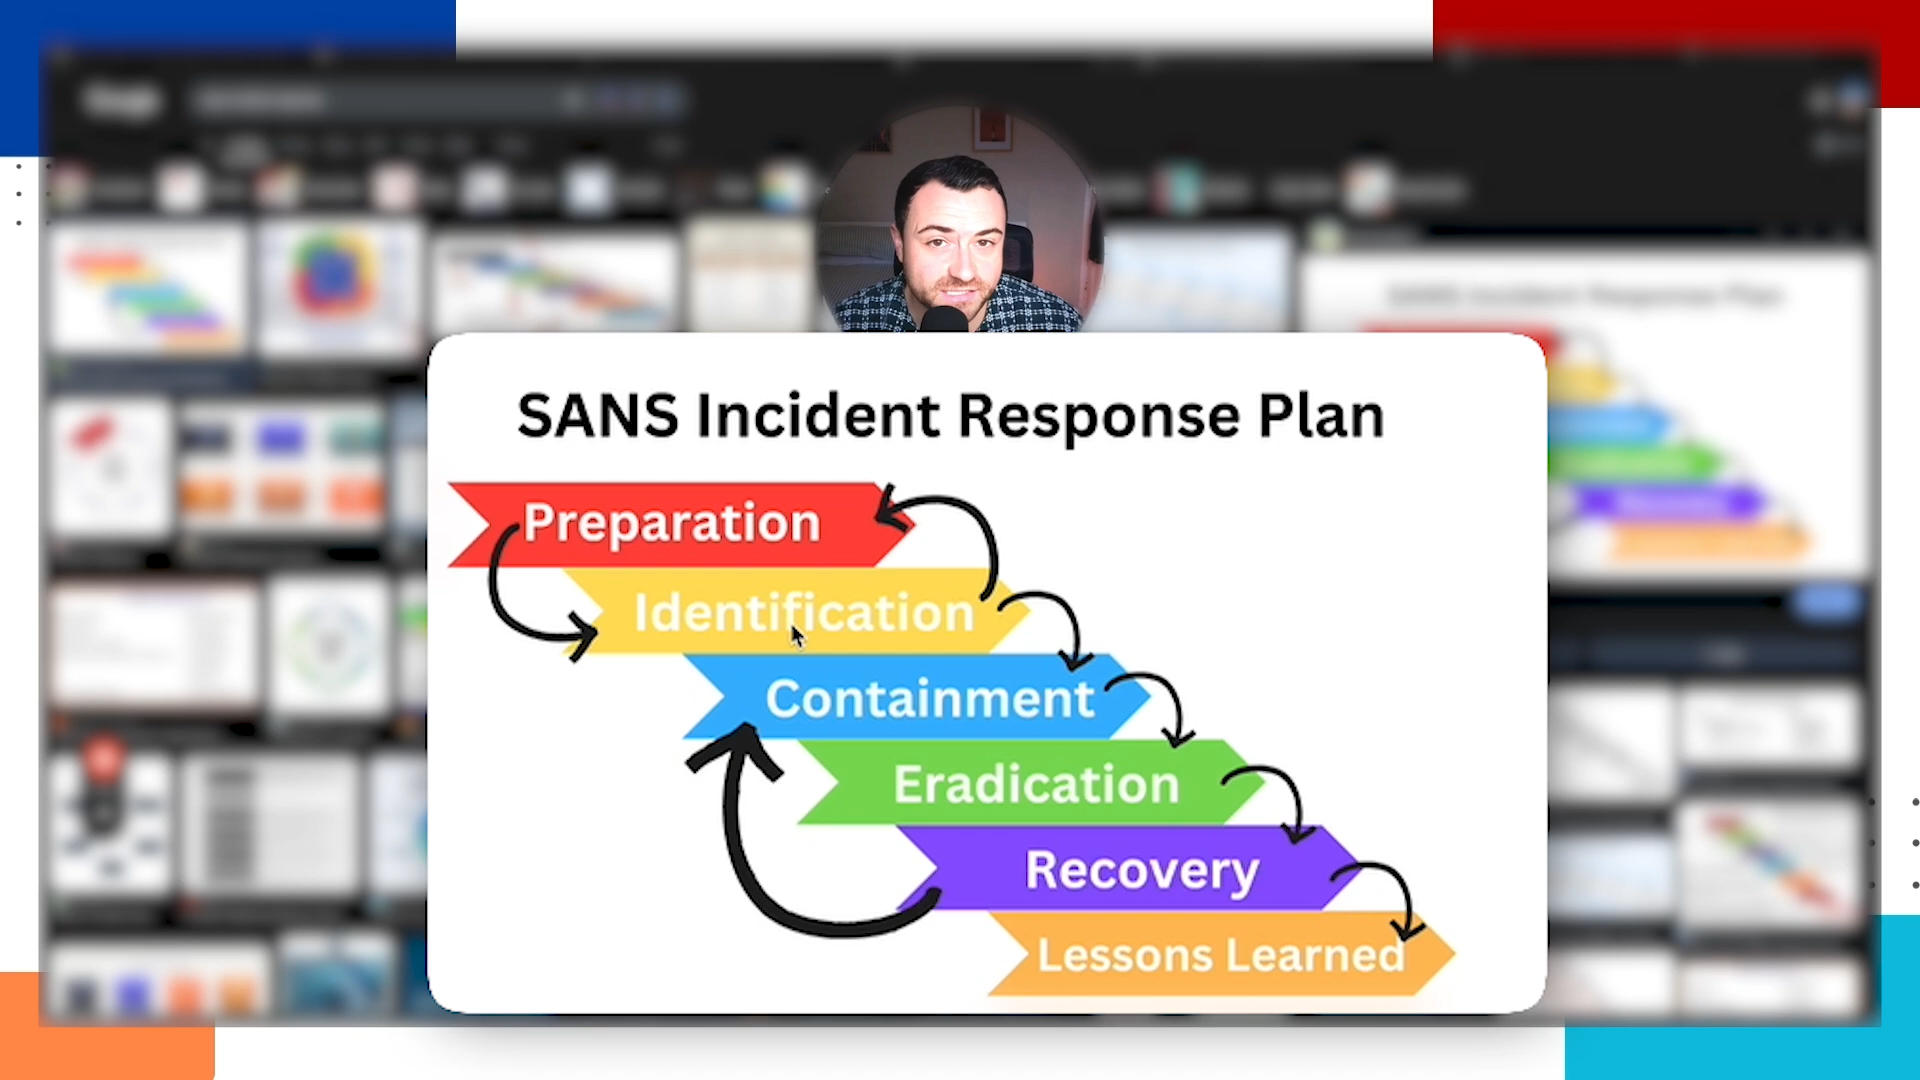 SANS Incident Response Plan
Preparation
Identification
Containment
Eradication
Recovery
Lessons Learned